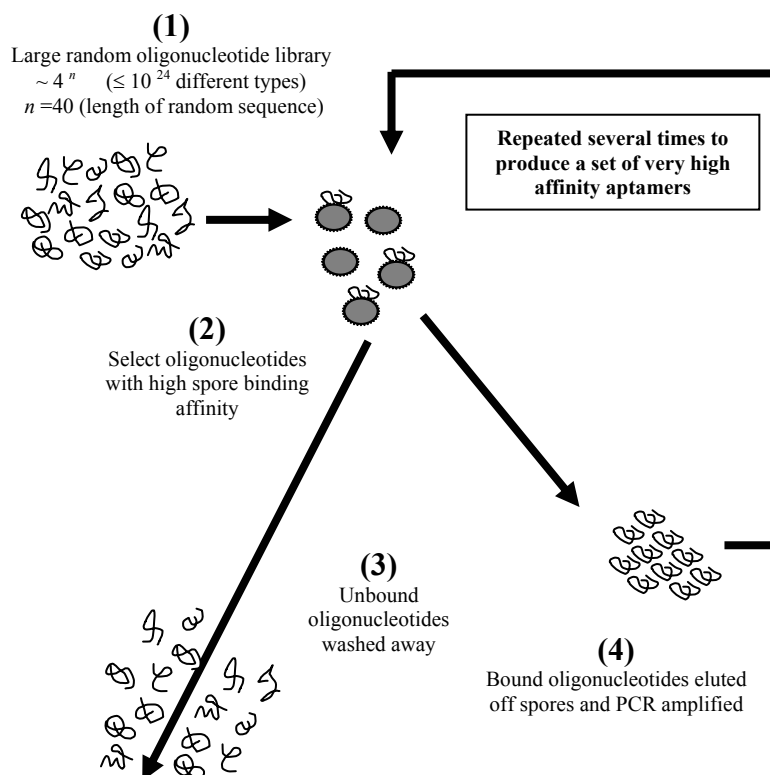 (1)
Large random oligonucleotide library
~ 4 ⁿ (≤ 10 ²⁴ different types)
n =40 (length of random sequence)
Repeated several times to
produce a set of very high
affinity aptamers
(2)
Select oligonucleotides
with high spore binding
affinity
(3)
Unbound
oligonucleotides
washed away
(4)
Bound oligonucleotides eluted
off spores and PCR amplified